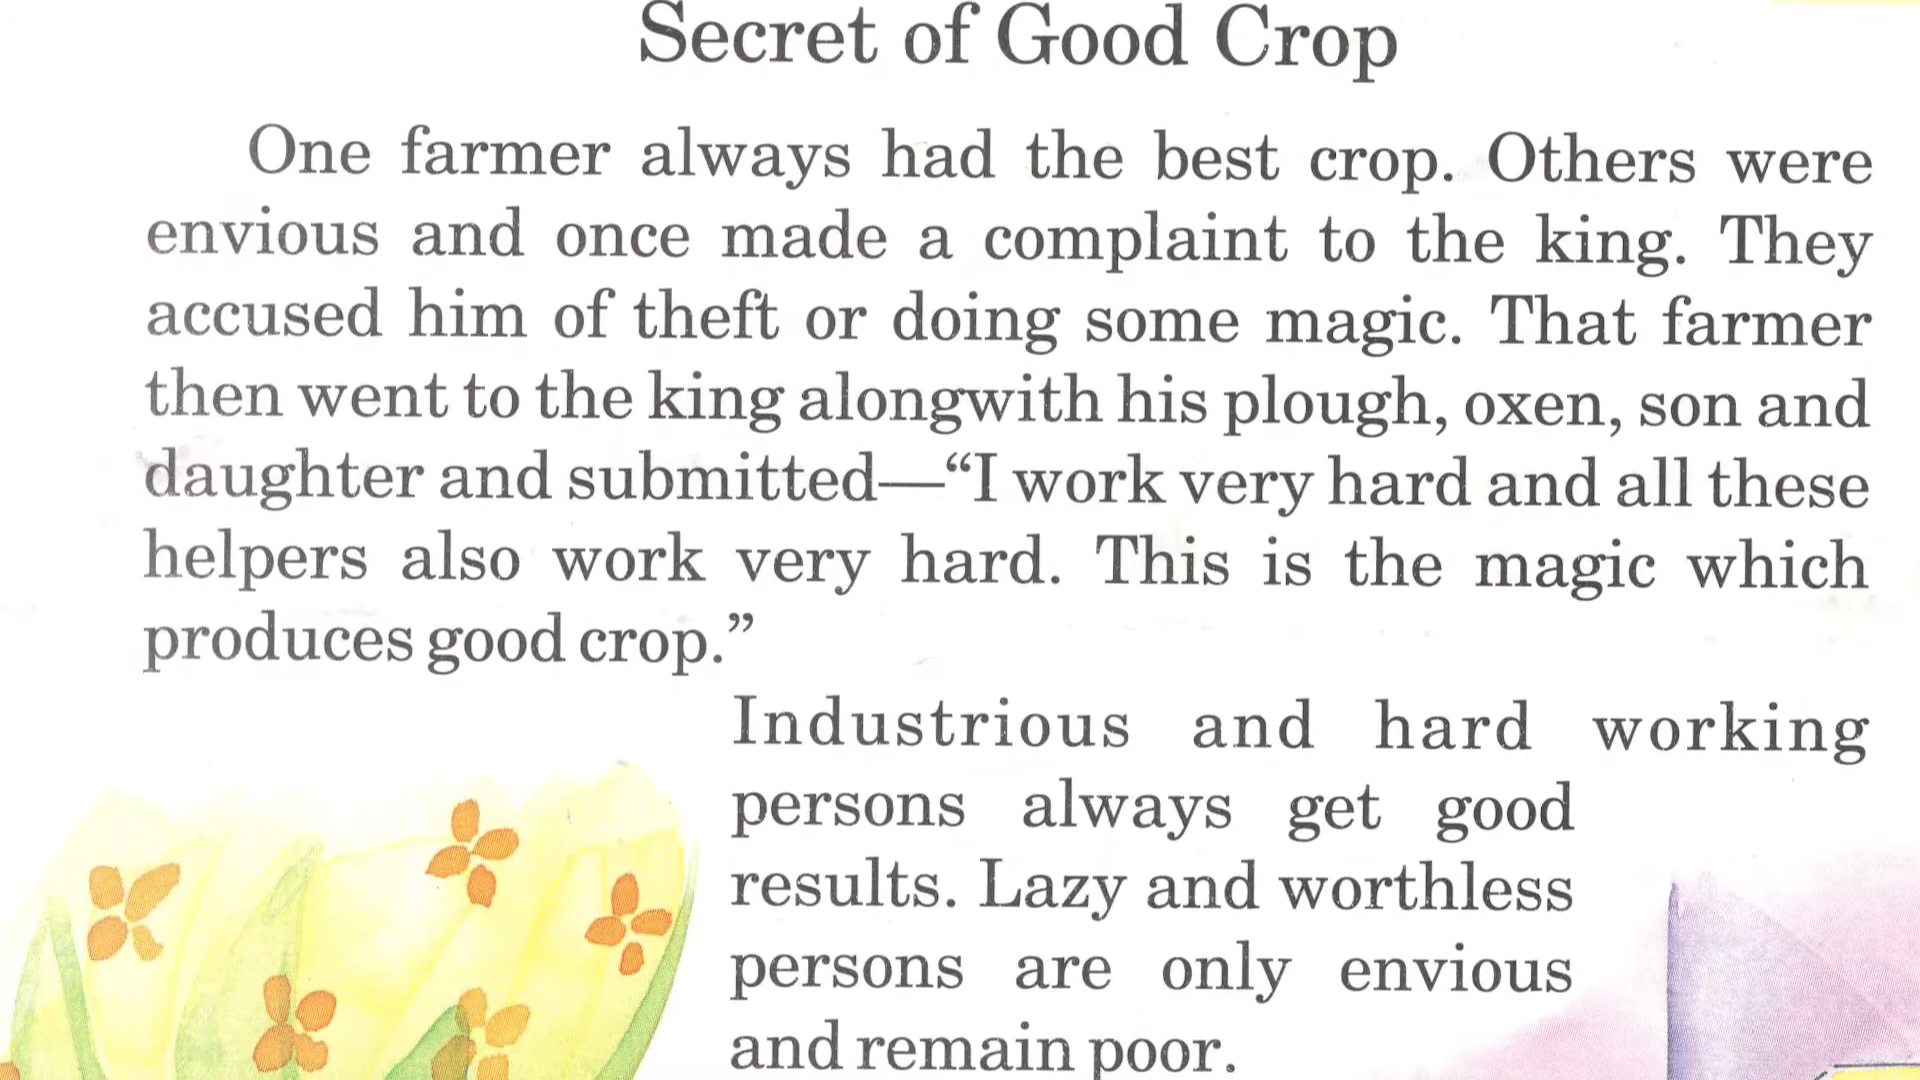 Secret of Good Crop
One farmer always had the best crop. Others were
envious and once made a complaint to the king. They
accused him of theft or doing some magic. That farmer
then went to the king alongwith his plough, oxen, son and
daughter and submitted—“I work very hard and all these
helpers also work very hard. This is the magic which
produces good crop.”
Industrious and hard working
persons always get good
results. Lazy and worthless
persons are only envious
and remain poor.